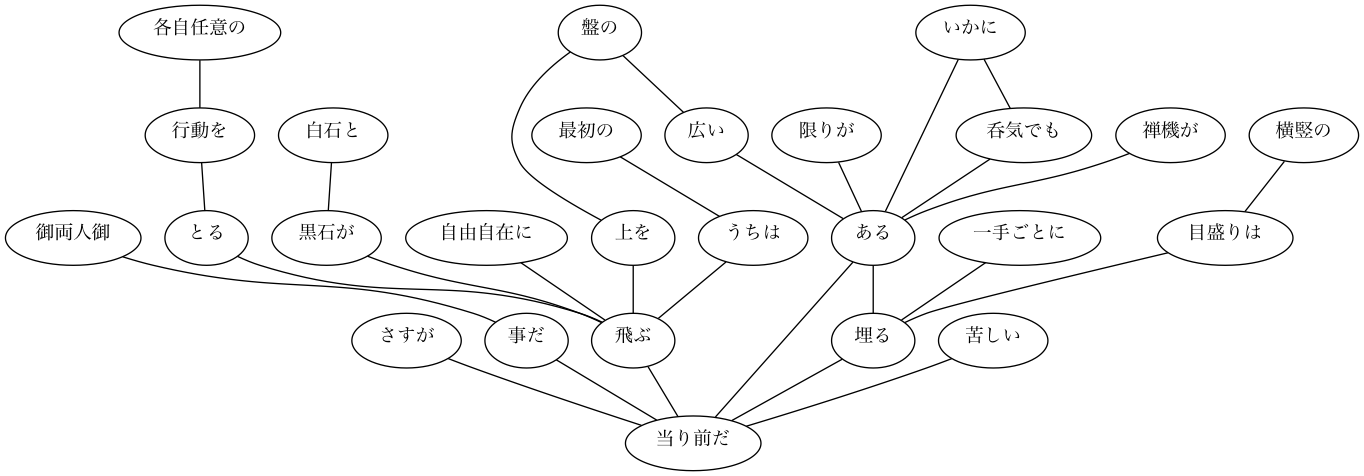 各自任意の
盤の
いかに
行動を
白石と
最初の
広い
限りが
呑気でも
禅機が
横竪の
御両人御
とる
黒石が
自由自在に
上を
うちは
ある
一手ごとに
目盛りは
さすが
事だ
飛ぶ
埋る
苦しい
当り前だ